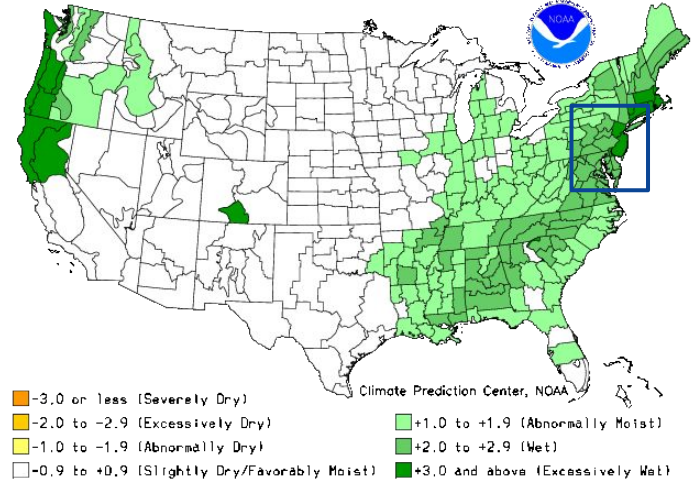 NOAA
Climate Prediction Center, NOAA
-3.0 or less (Severely Dry)
-2.0 to -2.9 (Excessively Dry)
-1.0 to -1.9 (Abnormally Dry)
-0.9 to +0.9 (Slightly Dry/Favorably Moist)
+1.0 to +1.9 (Abnormally Moist)
+2.0 to +2.9 (Wet)
+3.0 and above (Excessively Wet)